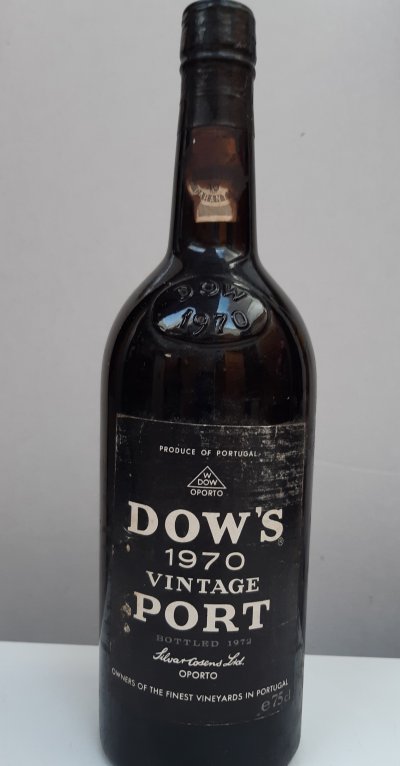 DOW
1970
PRODUCE OF PORTUGAL
W
DOW
OPORTO
DOW'S
1970
VINTAGE
PORT
BOTTLED 1972
Silva & Cosens Ltd.
OPORTO
OWNERS OF THE FINEST VINEYARDS IN PORTUGAL
e 75cl